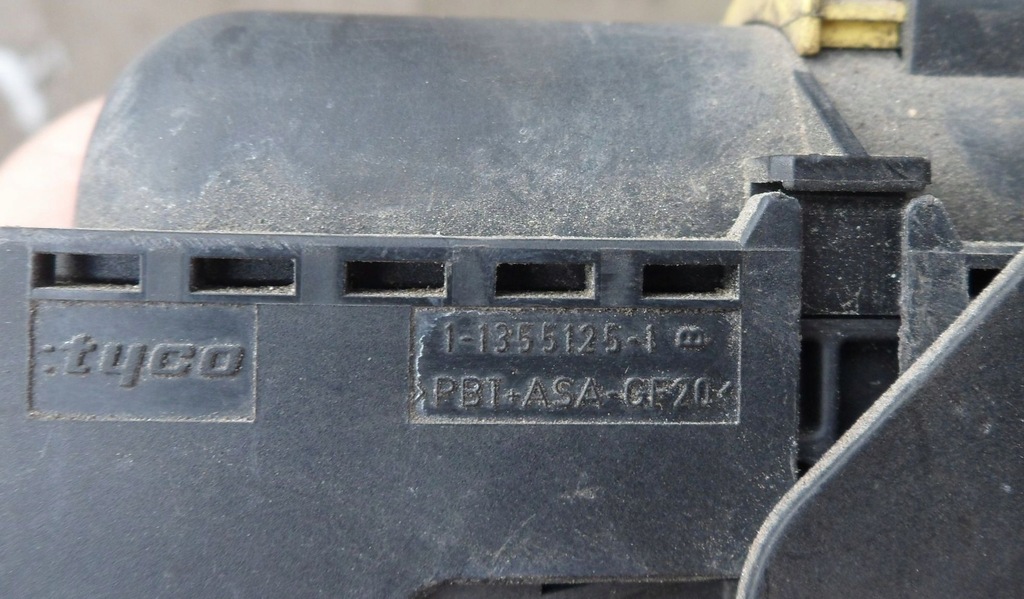 :tyco
1-1355125-1 B
>PBT+ASA-GF20<